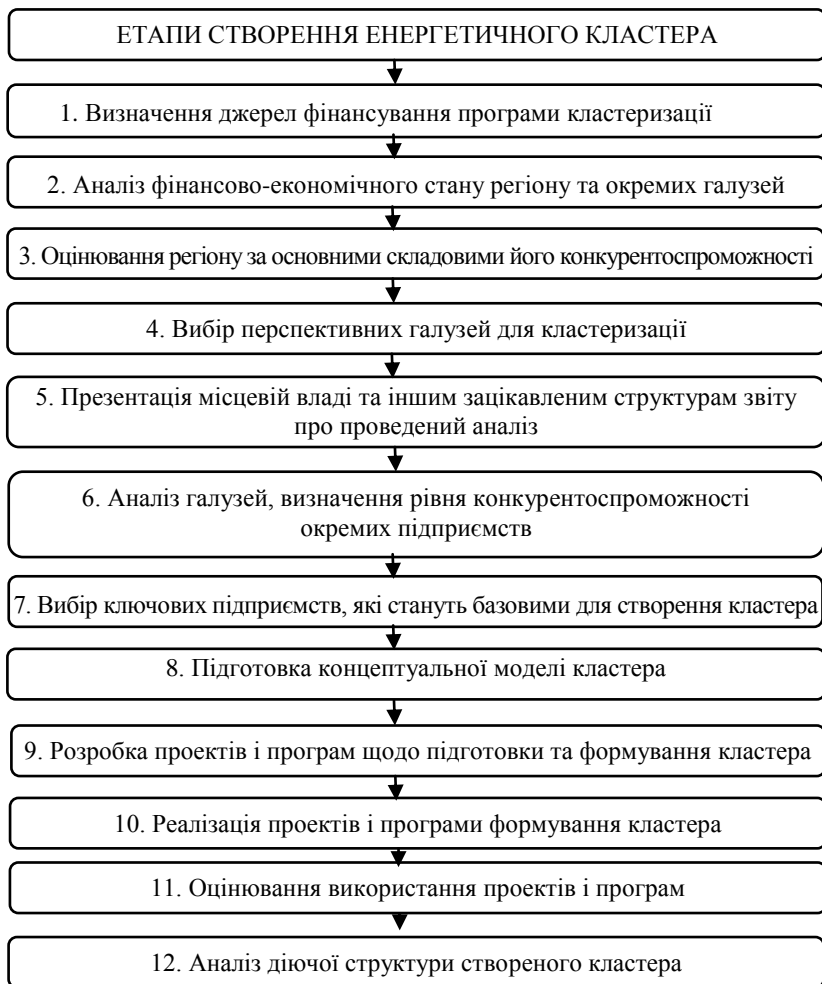 ЕТАПИ СТВОРЕННЯ ЕНЕРГЕТИЧНОГО КЛАСТЕРА
1. Визначення джерел фінансування програми кластеризації
2. Аналіз фінансово-економічного стану регіону та окремих галузей
3. Оцінювання регіону за основними складовими його конкурентоспроможності
4. Вибір перспективних галузей для кластеризації
5. Презентація місцевій владі та іншим зацікавленим структурам звіту
про проведений аналіз
6. Аналіз галузей, визначення рівня конкурентоспроможності
окремих підприємств
7. Вибір ключових підприємств, які стануть базовими для створення кластера
8. Підготовка концептуальної моделі кластера
9. Розробка проектів і програм щодо підготовки та формування кластера
10. Реалізація проектів і програми формування кластера
11. Оцінювання використання проектів і програм
12. Аналіз діючої структури створеного кластера